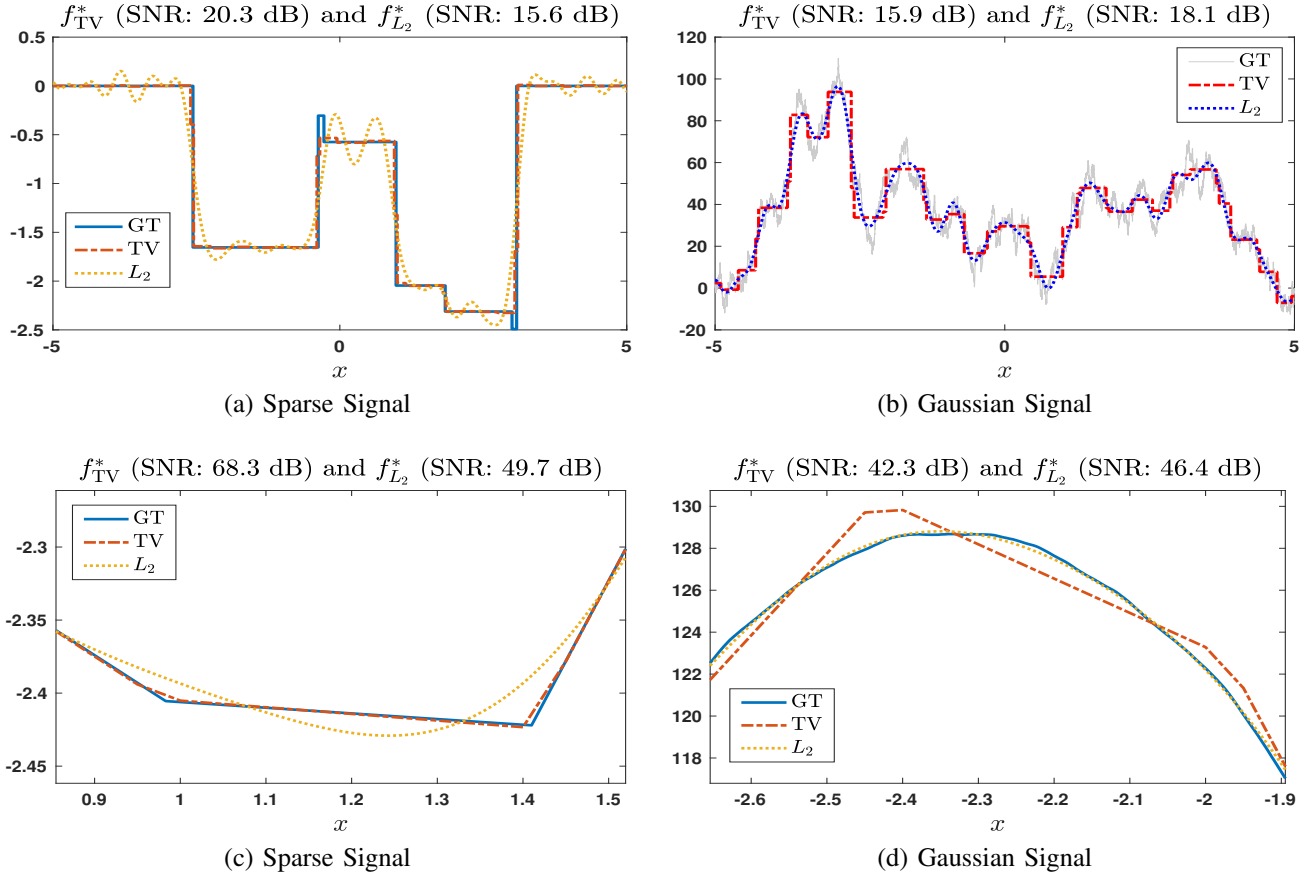 f*TV (SNR: 20.3 dB) and f*L2 (SNR: 15.6 dB)
0.5
0
-0.5
-1
-1.5
-2
-2.5
GT
TV
L2
-5
0
5
x
(a) Sparse Signal
f*TV (SNR: 15.9 dB) and f*L2 (SNR: 18.1 dB)
120
100
80
60
40
20
0
-20
GT
TV
L2
-5
0
5
x
(b) Gaussian Signal
f*TV (SNR: 68.3 dB) and f*L2 (SNR: 49.7 dB)
-2.3
-2.35
-2.4
-2.45
GT
TV
L2
0.9
1
1.1
1.2
1.3
1.4
1.5
x
(c) Sparse Signal
f*TV (SNR: 42.3 dB) and f*L2 (SNR: 46.4 dB)
130
128
126
124
122
120
118
GT
TV
L2
-2.6
-2.5
-2.4
-2.3
-2.2
-2.1
-2
-1.9
x
(d) Gaussian Signal